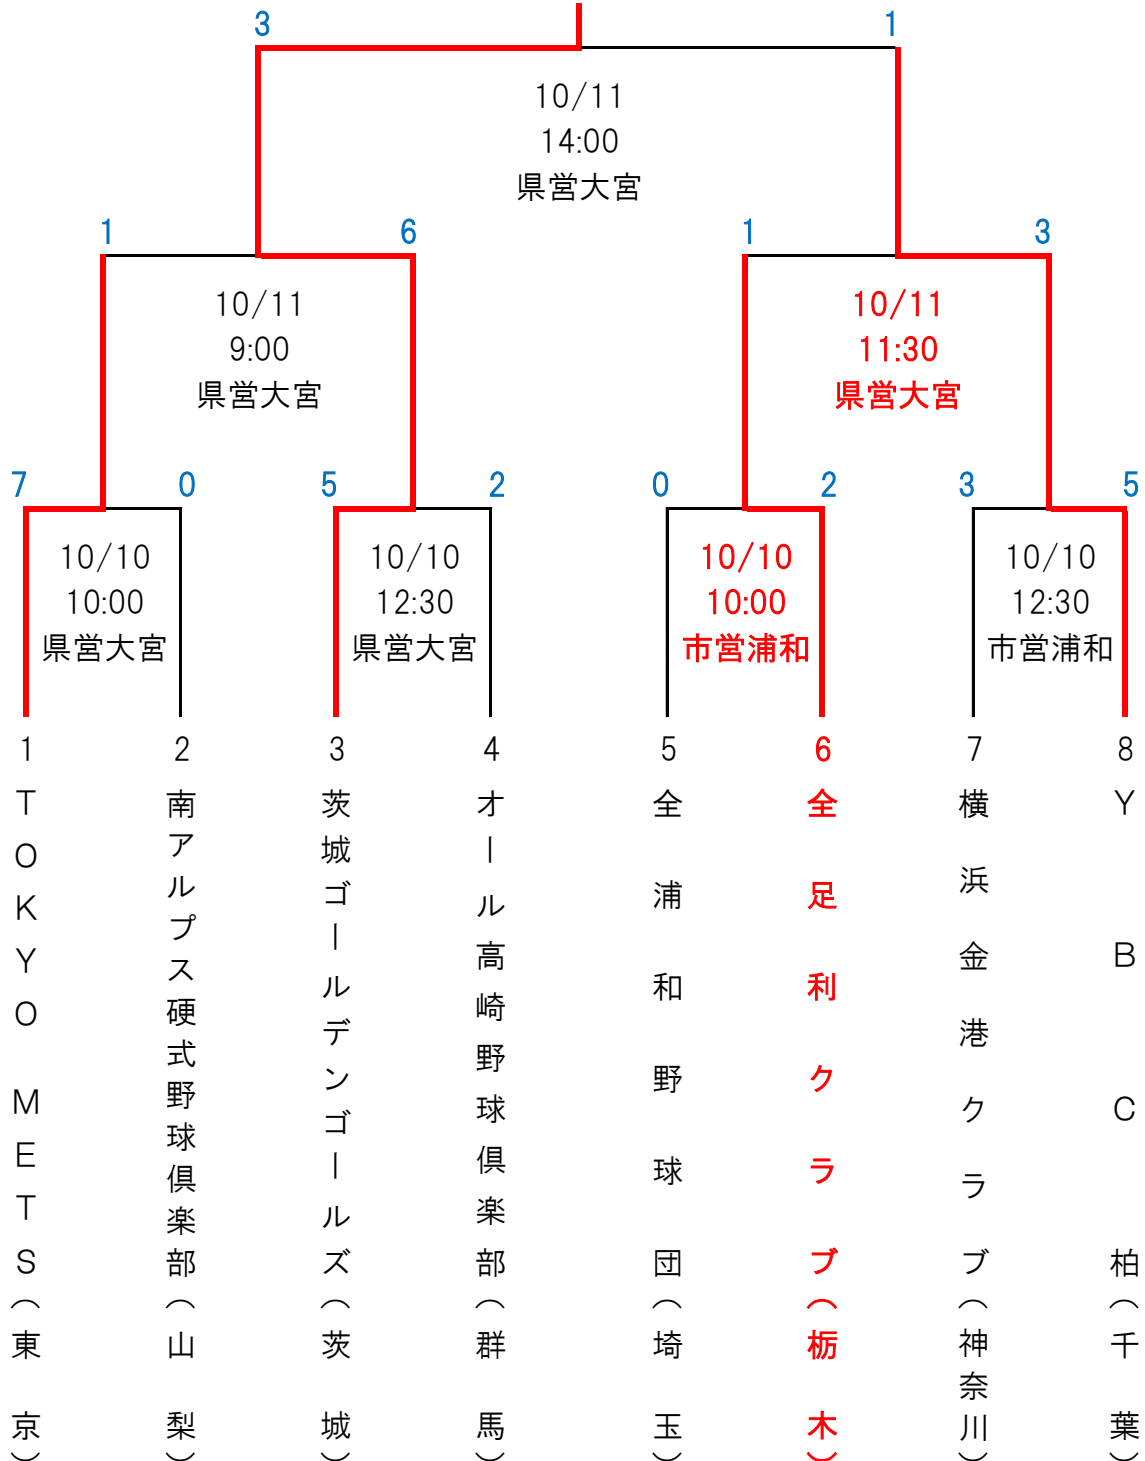 3 1
10/11
14:00
県営大宮
1 6 1 3
10/11 10/11
9:00 11:30
県営大宮 県営大宮
7 0 5 2 0 2 3 5
10/10 10/10 10/10 10/10
10:00 12:30 10:00 12:30
県営大宮 県営大宮 市営浦和 市営浦和
1 2 3 4 5 6 7 8
TOKYO METS(東京)
南アルプス硬式野球倶楽部(山梨)
茨城ゴールデンゴールズ(茨城)
オール高崎野球倶楽部(群馬)
全浦和野球団(埼玉)
全足利クラブ(栃木)
横浜金港クラブ(神奈川)
YBC柏(千葉)